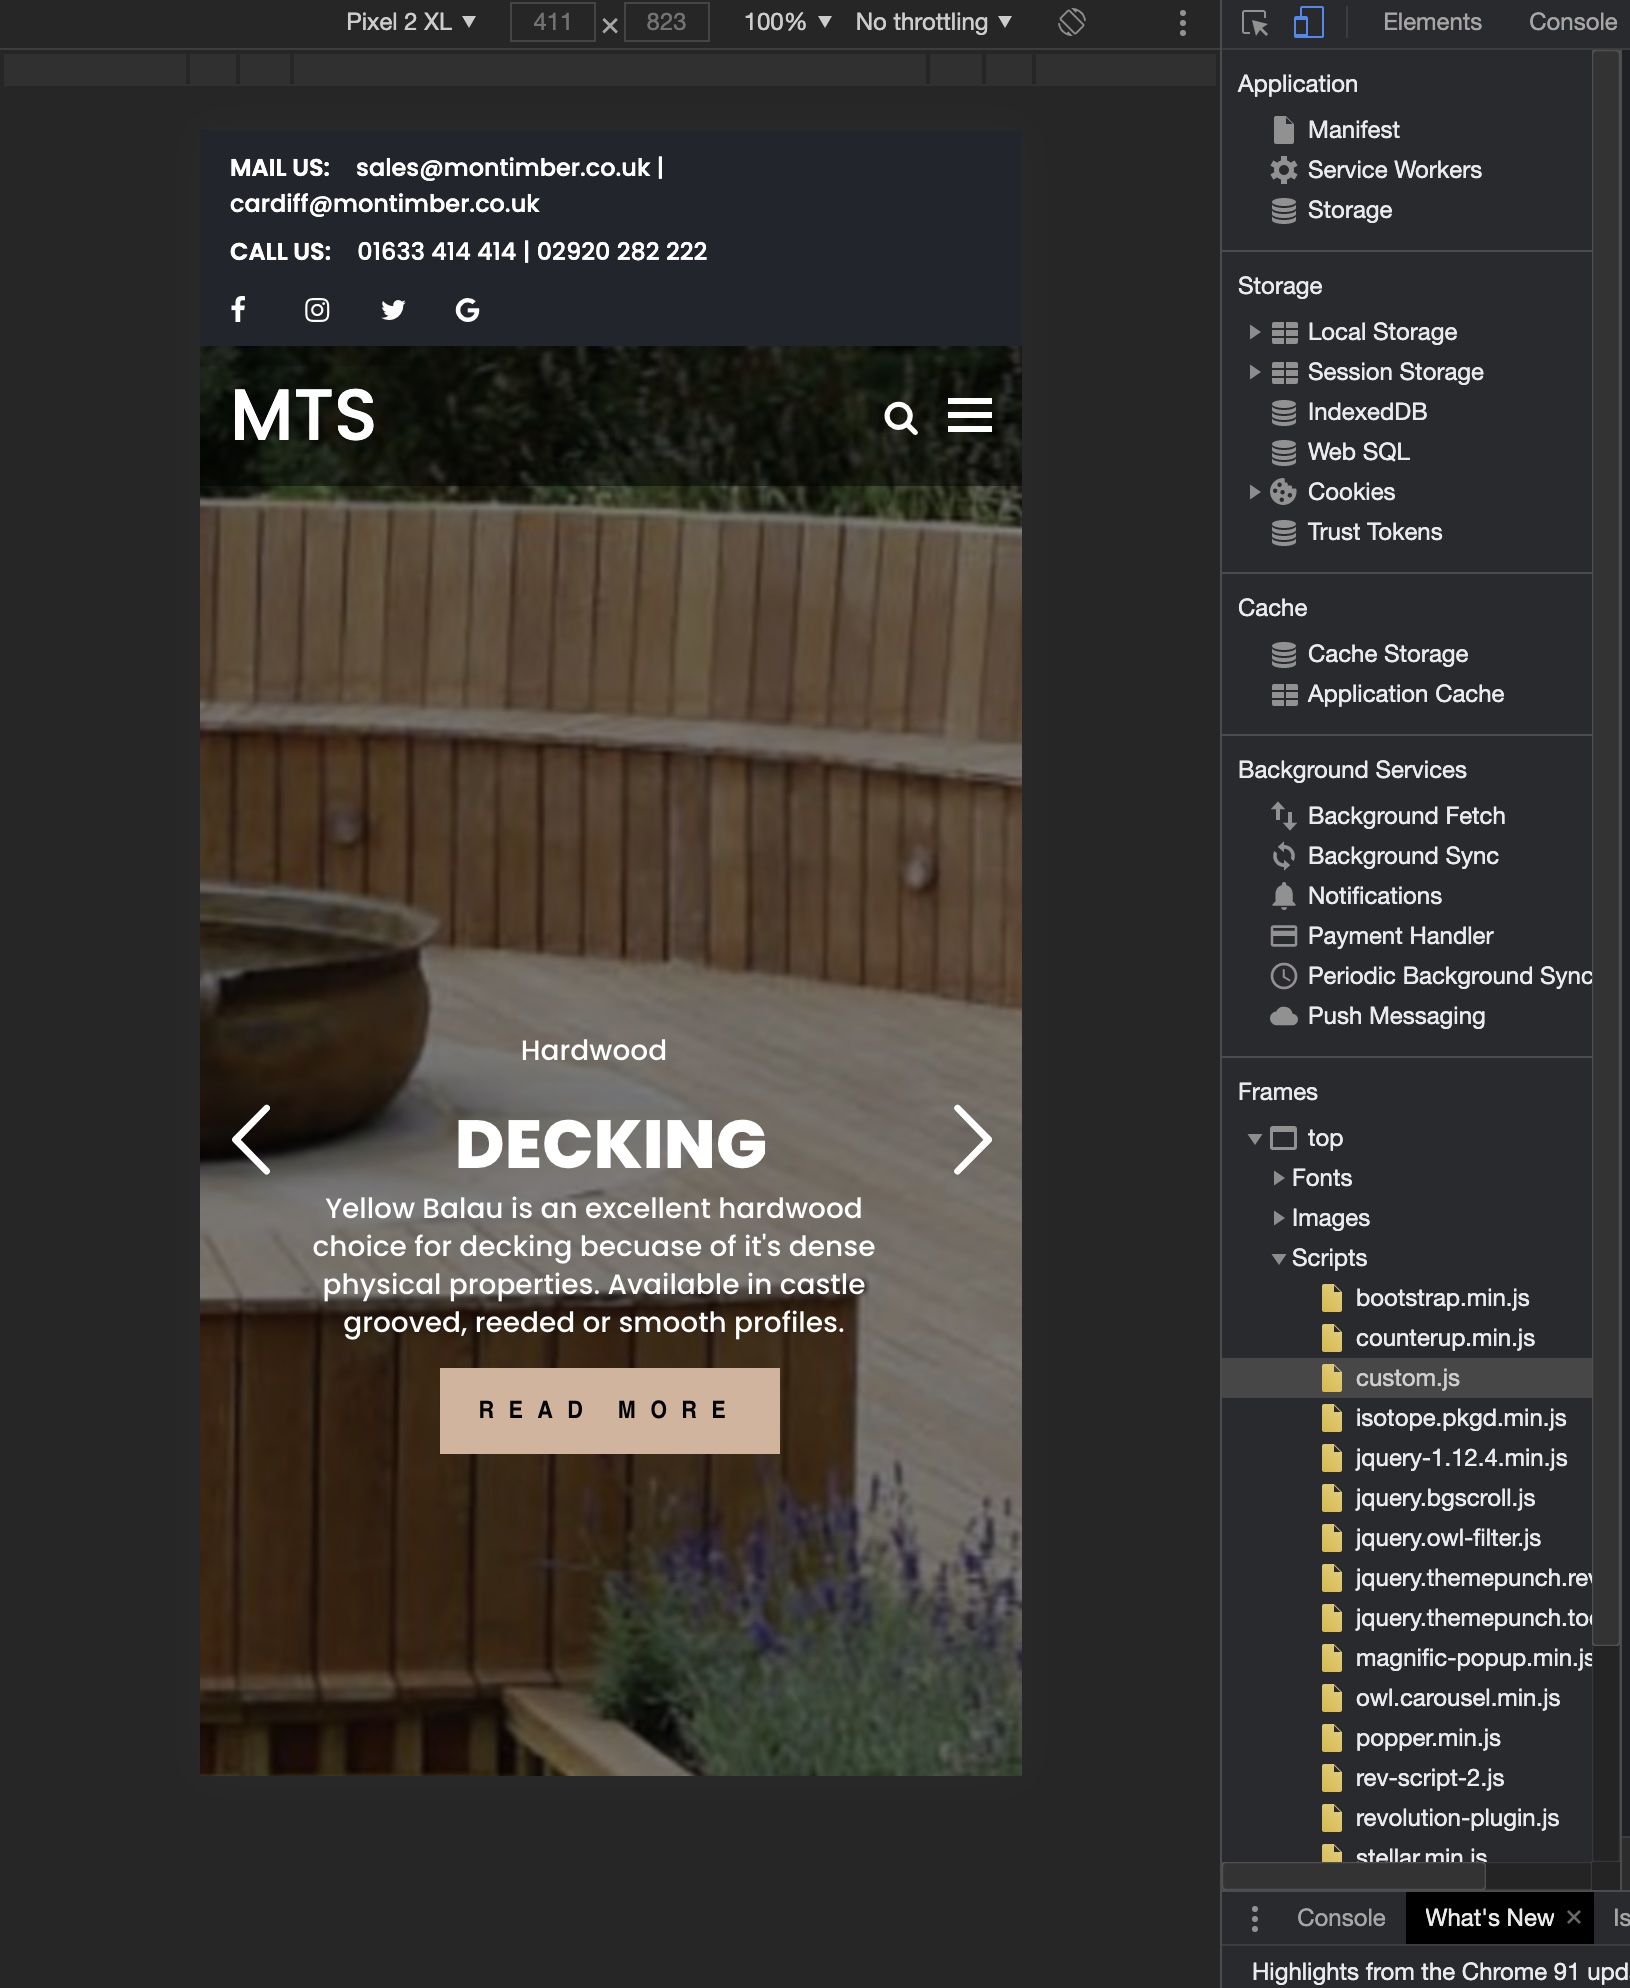 Pixel 2 XL ▼ 411 × 823 100% ▼ No throttling ▼
Elements Console
MAIL US: sales@montimber.co.uk |
cardiff@montimber.co.uk
CALL US: 01633 414 414 | 02920 282 222
MTS
Hardwood
DECKING
Yellow Balau is an excellent hardwood
choice for decking becuase of it's dense
physical properties. Available in castle
grooved, reeded or smooth profiles.
READ MORE
Application
Manifest
Service Workers
Storage
Storage
Local Storage
Session Storage
IndexedDB
Web SQL
Cookies
Trust Tokens
Cache
Cache Storage
Application Cache
Background Services
Background Fetch
Background Sync
Notifications
Payment Handler
Periodic Background Sync
Push Messaging
Frames
top
Fonts
Images
Scripts
bootstrap.min.js
counterup.min.js
custom.js
isotope.pkgd.min.js
jquery-1.12.4.min.js
jquery.bgscroll.js
jquery.owl-filter.js
jquery.themepunch.rev
jquery.themepunch.too
magnific-popup.min.js
owl.carousel.min.js
popper.min.js
rev-script-2.js
revolution-plugin.js
stellar.min.js
Console What's New × Is
Highlights from the Chrome 91 upd